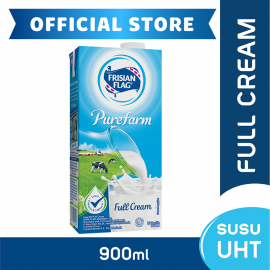 OFFICIAL STORE
FULL CREAM
FRISIAN
FLAG
Purefarm
Full Cream
SUSU
UHT
900ml